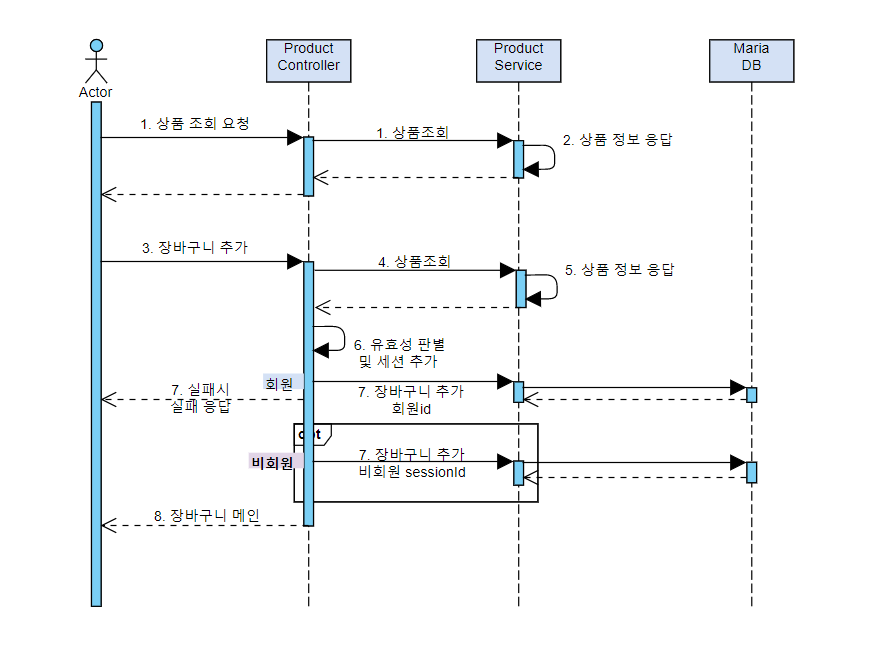 Product
Controller
Product
Service
Maria
DB
Actor
1. 상품 조회 요청
1. 상품조회
2. 상품 정보 응답
3. 장바구니 추가
4. 상품조회
5. 상품 정보 응답
6. 유효성 판별
및 세션 추가
회원
7. 실패시
실패 응답
7. 장바구니 추가
회원id
opt
비회원
7. 장바구니 추가
비회원 sessionId
8. 장바구니 메인